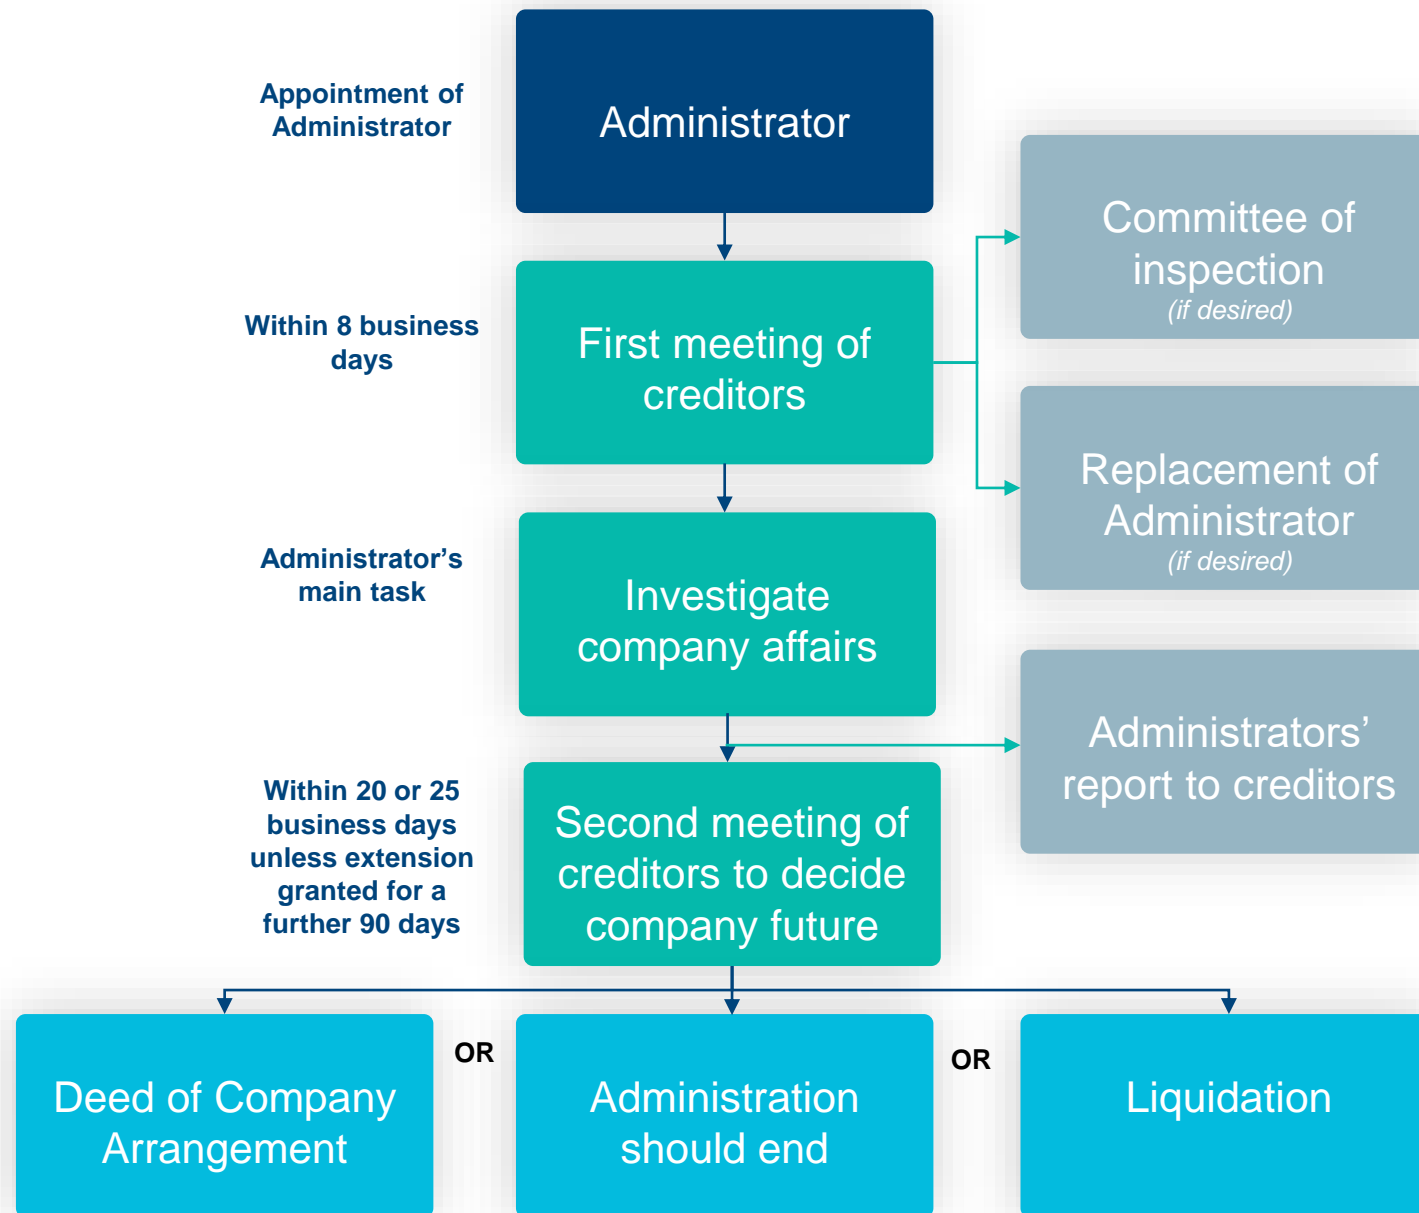 Appointment of
Administrator
Administrator
Committee of
inspection
(if desired)
Within 8 business
days
First meeting of
creditors
Replacement of
Administrator
(if desired)
Administrator’s
main task
Investigate
company affairs
Administrators’
report to creditors
Within 20 or 25
business days
unless extension
granted for a
further 90 days
Second meeting of
creditors to decide
company future
Deed of Company
Arrangement
OR
Administration
should end
OR
Liquidation